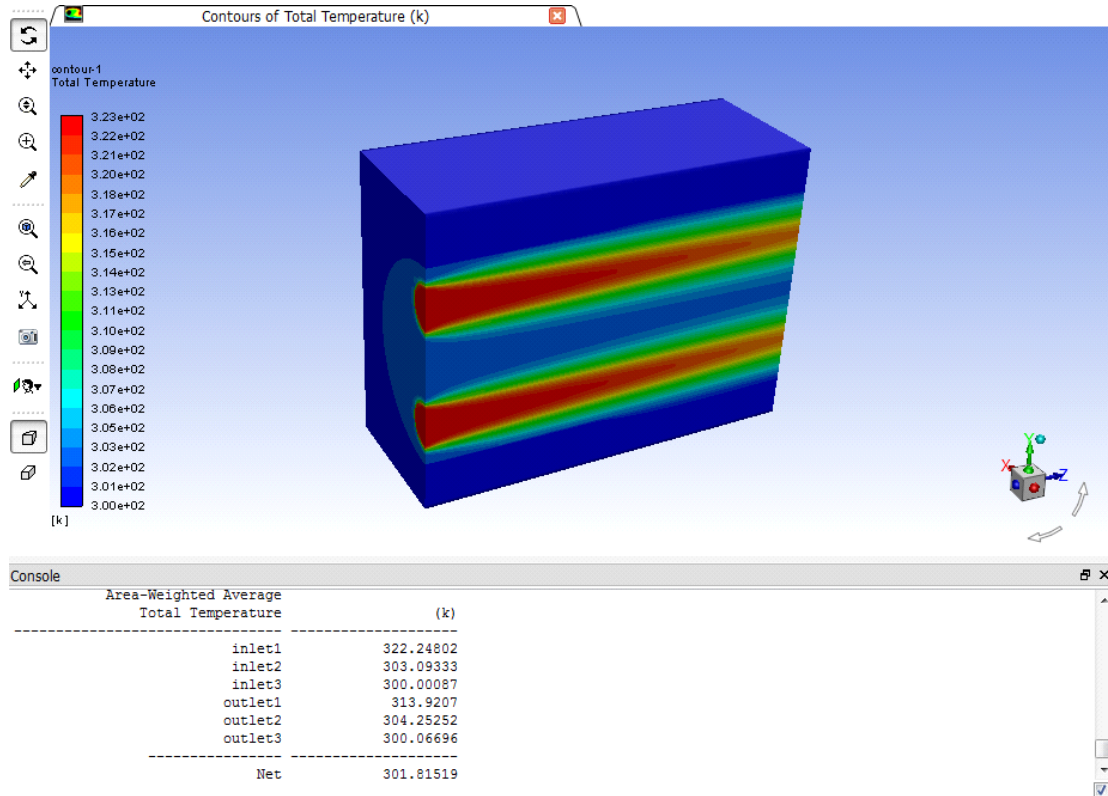 Contours of Total Temperature (k)
contour-1
Total Temperature
3.23e+02
3.22e+02
3.21e+02
3.20e+02
3.18e+02
3.17e+02
3.16e+02
3.15e+02
3.14e+02
3.13e+02
3.11e+02
3.10e+02
3.09e+02
3.08e+02
3.07e+02
3.06e+02
3.05e+02
3.03e+02
3.02e+02
3.01e+02
3.00e+02
[k]
Y
X
Z
Console
Area-Weighted Average
Total Temperature (k)
-------------------------------- --------------------
inlet1 322.24802
inlet2 303.09333
inlet3 300.00087
outlet1 313.9207
outlet2 304.25252
outlet3 300.06696
---------------- --------------------
Net 301.81519